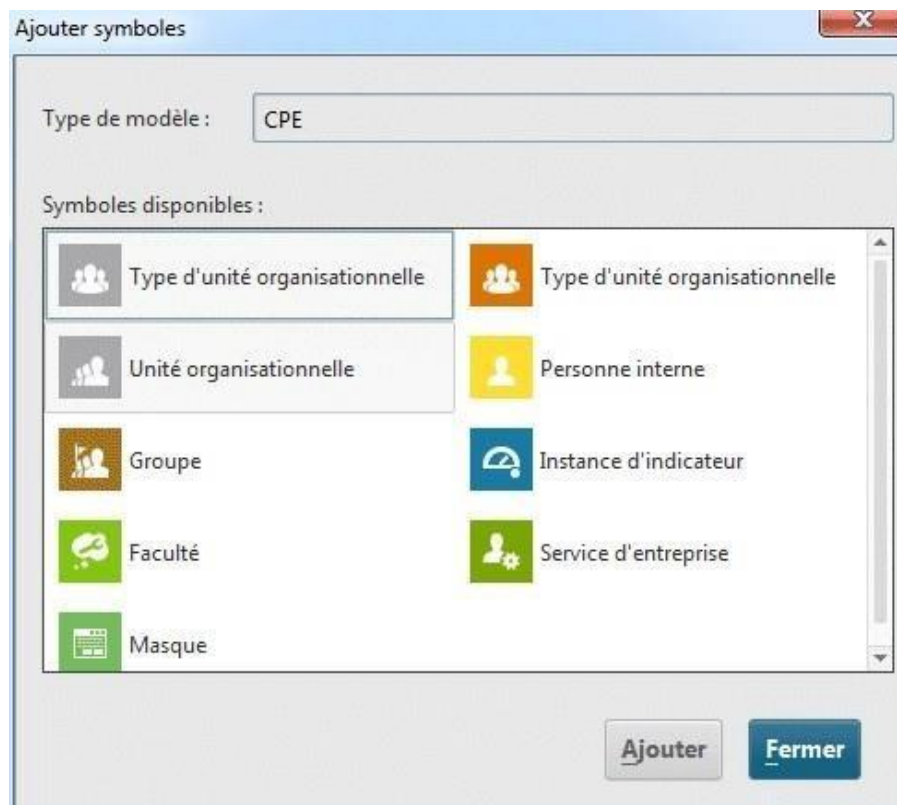 Ajouter symboles
Type de modèle : CPE
Symboles disponibles :
Type d'unité organisationnelle Type d'unité organisationnelle
Unité organisationnelle Personne interne
Groupe Instance d'indicateur
Faculté Service d'entreprise
Masque
Ajouter Fermer